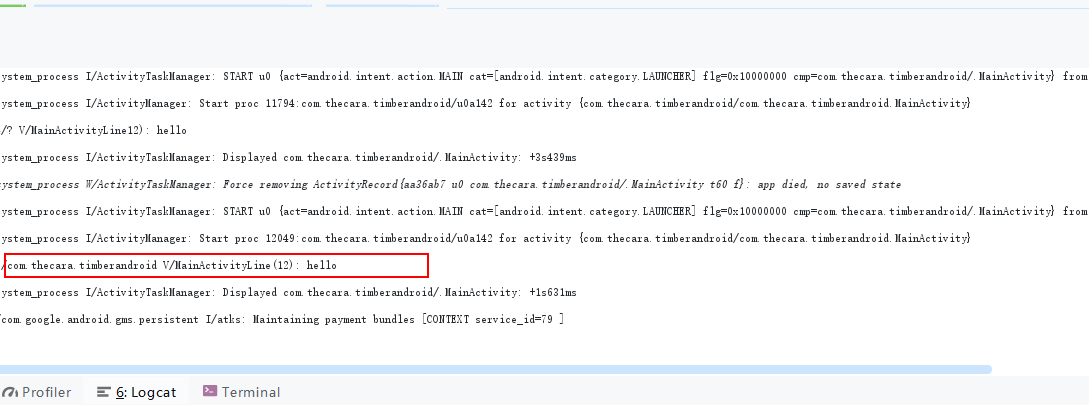 ystem_process I/ActivityTaskManager: START u0 {act=android.intent.action.MAIN cat=[android.intent.category.LAUNCHER] flg=0x10000000 cmp=com.thecara.timberandroid/.MainActivity} from
ystem_process I/ActivityManager: Start proc 11794:com.thecara.timberandroid/u0a142 for activity {com.thecara.timberandroid/com.thecara.timberandroid.MainActivity}
/? V/MainActivityLine12): hello
ystem_process I/ActivityTaskManager: Displayed com.thecara.timberandroid/.MainActivity: +3s439ms
ystem_process W/ActivityTaskManager: Force removing ActivityRecord{aa36ab7 u0 com.thecara.timberandroid/.MainActivity t60 f}: app died, no saved state
ystem_process I/ActivityTaskManager: START u0 {act=android.intent.action.MAIN cat=[android.intent.category.LAUNCHER] flg=0x10000000 cmp=com.thecara.timberandroid/.MainActivity} from
ystem_process I/ActivityManager: Start proc 12049:com.thecara.timberandroid/u0a142 for activity {com.thecara.timberandroid/com.thecara.timberandroid.MainActivity}
/com.thecara.timberandroid V/MainActivityLine(12): hello
ystem_process I/ActivityTaskManager: Displayed com.thecara.timberandroid/.MainActivity: +1s631ms
/com.google.android.gms.persistent I/atks: Maintaining payment bundles [CONTEXT service_id=79 ]
Profiler 6: Logcat Terminal